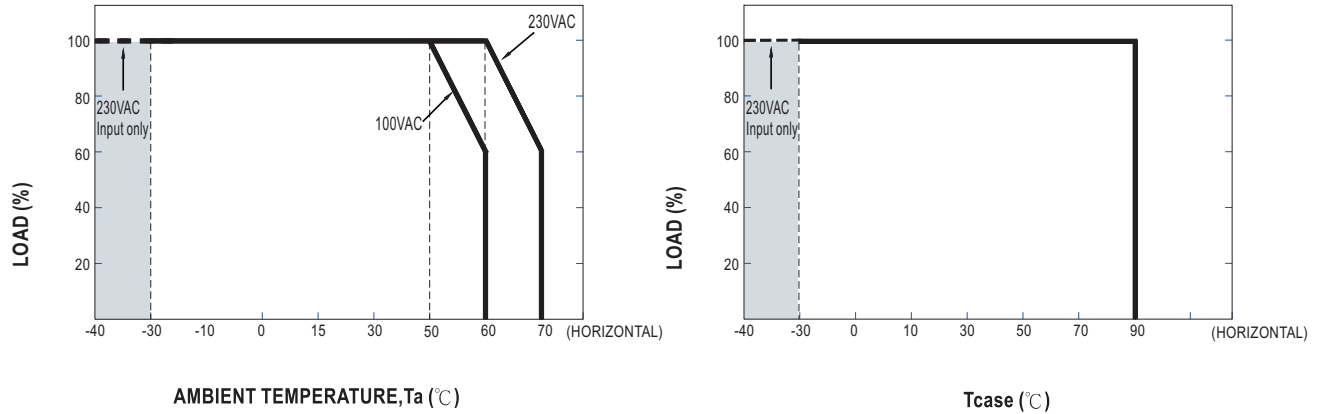 230VAC
100
80
60
40
20
230VAC
Input only
100VAC
LOAD (%)
-40 -30 -10 0 15 30 50 60 70 (HORIZONTAL)
AMBIENT TEMPERATURE,Ta (℃)
100
80
60
40
20
230VAC
Input only
LOAD (%)
-40 -30 0 10 30 50 70 90 (HORIZONTAL)
Tcase (℃)